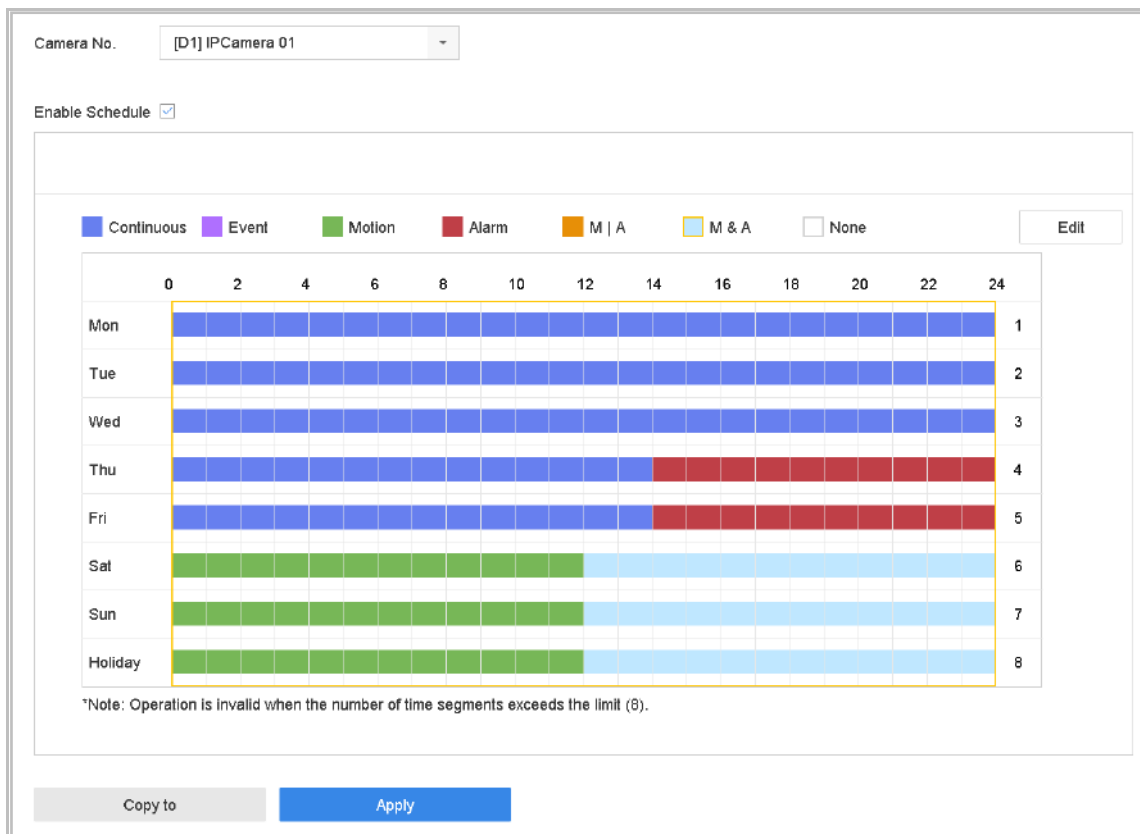 Camera No. [D1] IPCamera 01
Enable Schedule
Continuous Event Motion Alarm M | A M & A None Edit
0 2 4 6 8 10 12 14 16 18 20 22 24
Mon 1
Tue 2
Wed 3
Thu 4
Fri 5
Sat 6
Sun 7
Holiday 8
*Note: Operation is invalid when the number of time segments exceeds the limit (8).
Copy to Apply